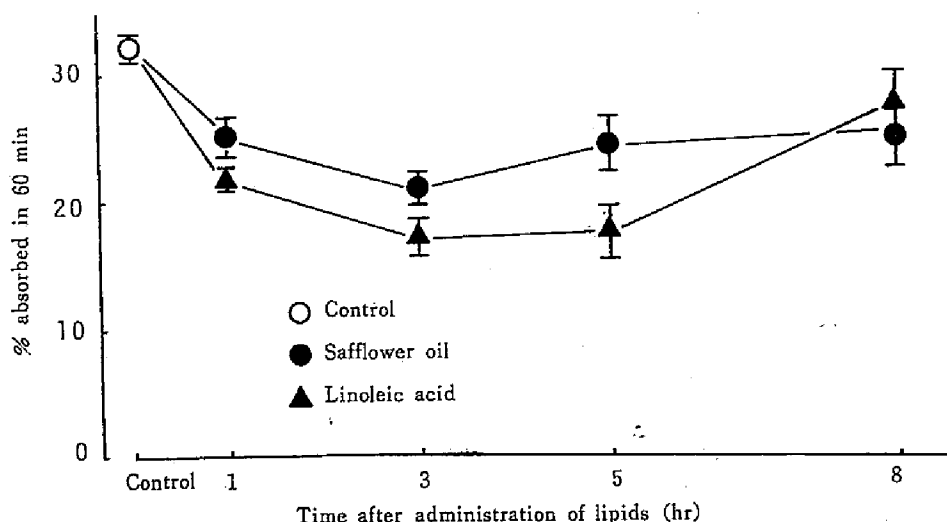 % absorbed in 60 min
30
20
10
0
Control
Safflower oil
Linoleic acid
Control 1 3 5 8
Time after administration of lipids (hr)